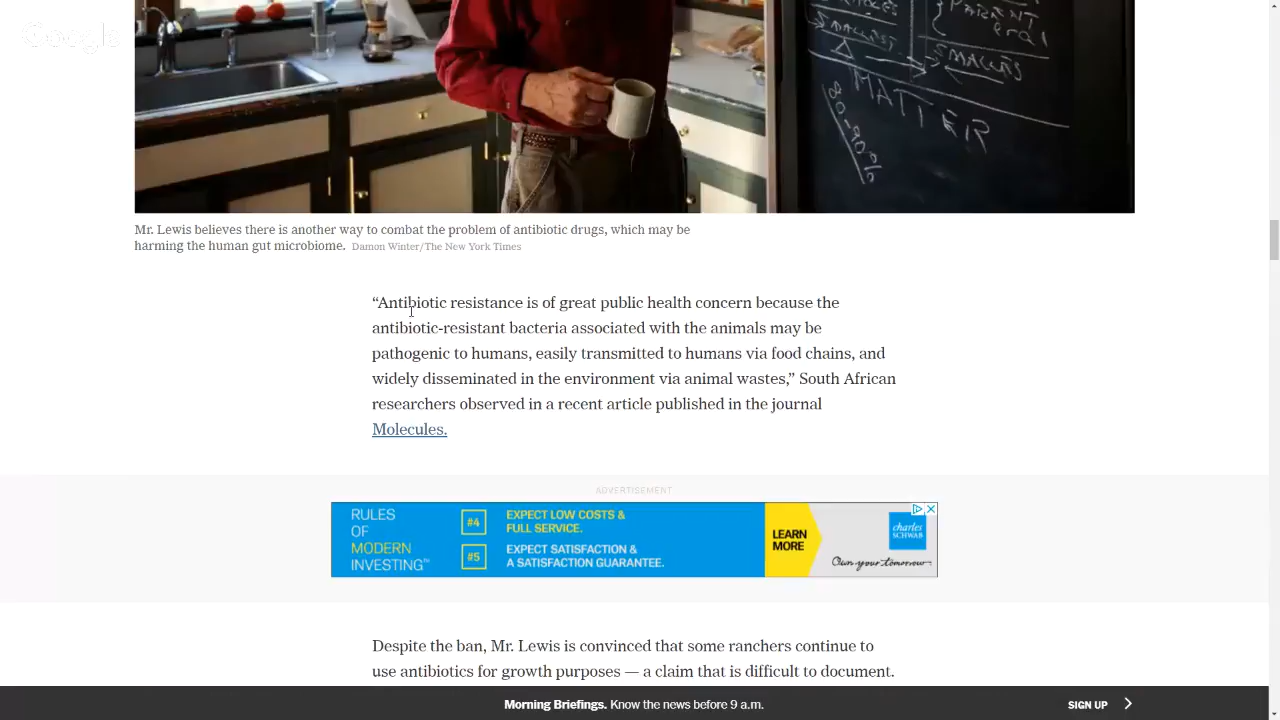 Google
MATTER
Mr. Lewis believes there is another way to combat the problem of antibiotic drugs, which may be
harming the human gut microbiome. Damon Winter/The New York Times
“Antibiotic resistance is of great public health concern because the
antibiotic-resistant bacteria associated with the animals may be
pathogenic to humans, easily transmitted to humans via food chains, and
widely disseminated in the environment via animal wastes,” South African
researchers observed in a recent article published in the journal
Molecules.
ADVERTISEMENT
RULES
OF
MODERN
INVESTING™
#4 EXPECT LOW COSTS &
FULL SERVICE.
#5 EXPECT SATISFACTION &
A SATISFACTION GUARANTEE.
LEARN
MORE
charles
SCHWAB
Own your tomorrow.
Despite the ban, Mr. Lewis is convinced that some ranchers continue to
use antibiotics for growth purposes — a claim that is difficult to document.
Morning Briefings. Know the news before 9 a.m.
SIGN UP